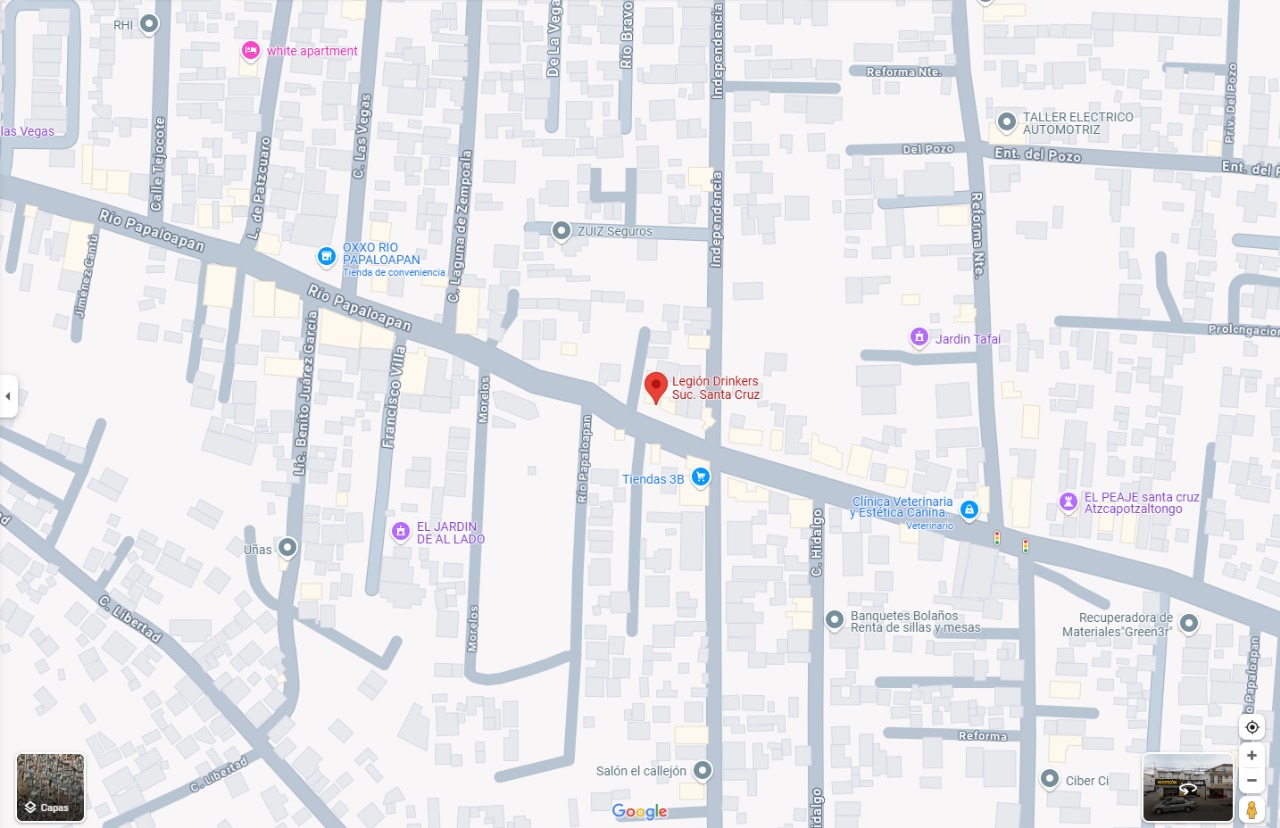 RHI
white apartment
De La Vega
Río Bravo
Independencia
Reforma Nte.
TALLER ELECTRICO
AUTOMOTRIZ
Priv. Del Pozo
las Vegas
Calle Tejocote
L. de Patzcuaro
C. Las Vegas
C. Laguna de Zempoala
Del Pozo
Ent. del Pozo
Ent. del
Río Papaloapan
Independencia
Reforma Nte.
ZUIZ Seguros
Jiménez Cantú
OXXO RIO
PAPALOAPAN
Tienda de conveniencia
Río Papaloapan
Prolongacion
Jardin Tafai
Lic. Benito Juárez García
Francisco Villa
Morelos
Legión Drinkers
Suc. Santa Cruz
Río Papaloapan
Tiendas 3B
Clínica Veterinaria
y Estética Canina...
Veterinario
EL PEAJE santa cruz
Atzcapotzaltongo
EL JARDIN
DE AL LADO
Uñas
C. Hidalgo
C. Libertad
Morelos
Banquetes Bolaños
Renta de sillas y mesas
Recuperadora de
Materiales"Green3r"
o Papaloapan
C. Libertad
Reforma
Salón el callejón
Ciber Ci
Capas
Google
Hidalgo